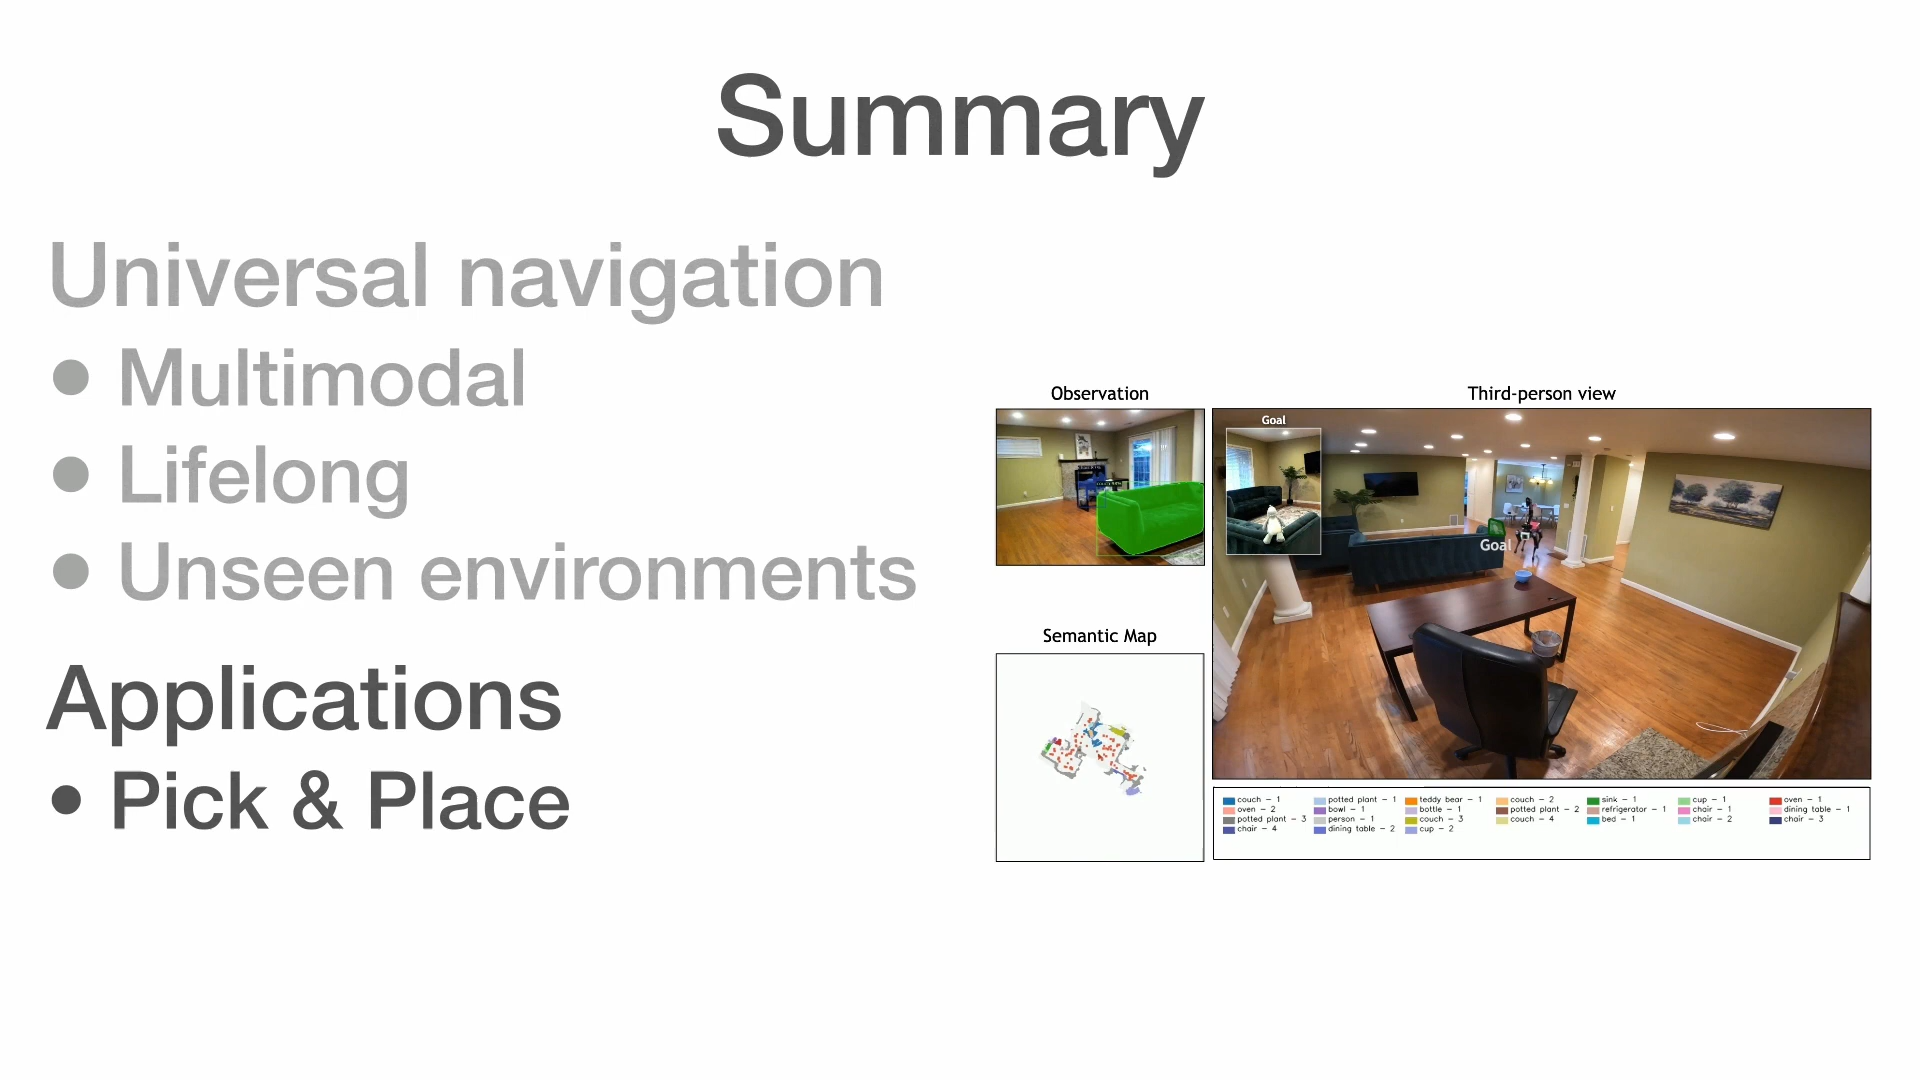 Summary
Universal navigation
• Multimodal
• Lifelong
• Unseen environments
Applications
• Pick & Place
Observation
Third-person view
Goal
Goal
Semantic Map
couch - 1 potted plant - 1 teddy bear - 1 couch - 2 sink - 1 cup - 1 oven - 1
oven - 2 bowl - 1 bottle - 1 potted plant - 2 refrigerator - 1 chair - 1 dining table - 1
potted plant - 3 person - 1 couch - 3 couch - 4 bed - 1 chair - 2 chair - 3
chair - 4 dining table - 2 cup - 2